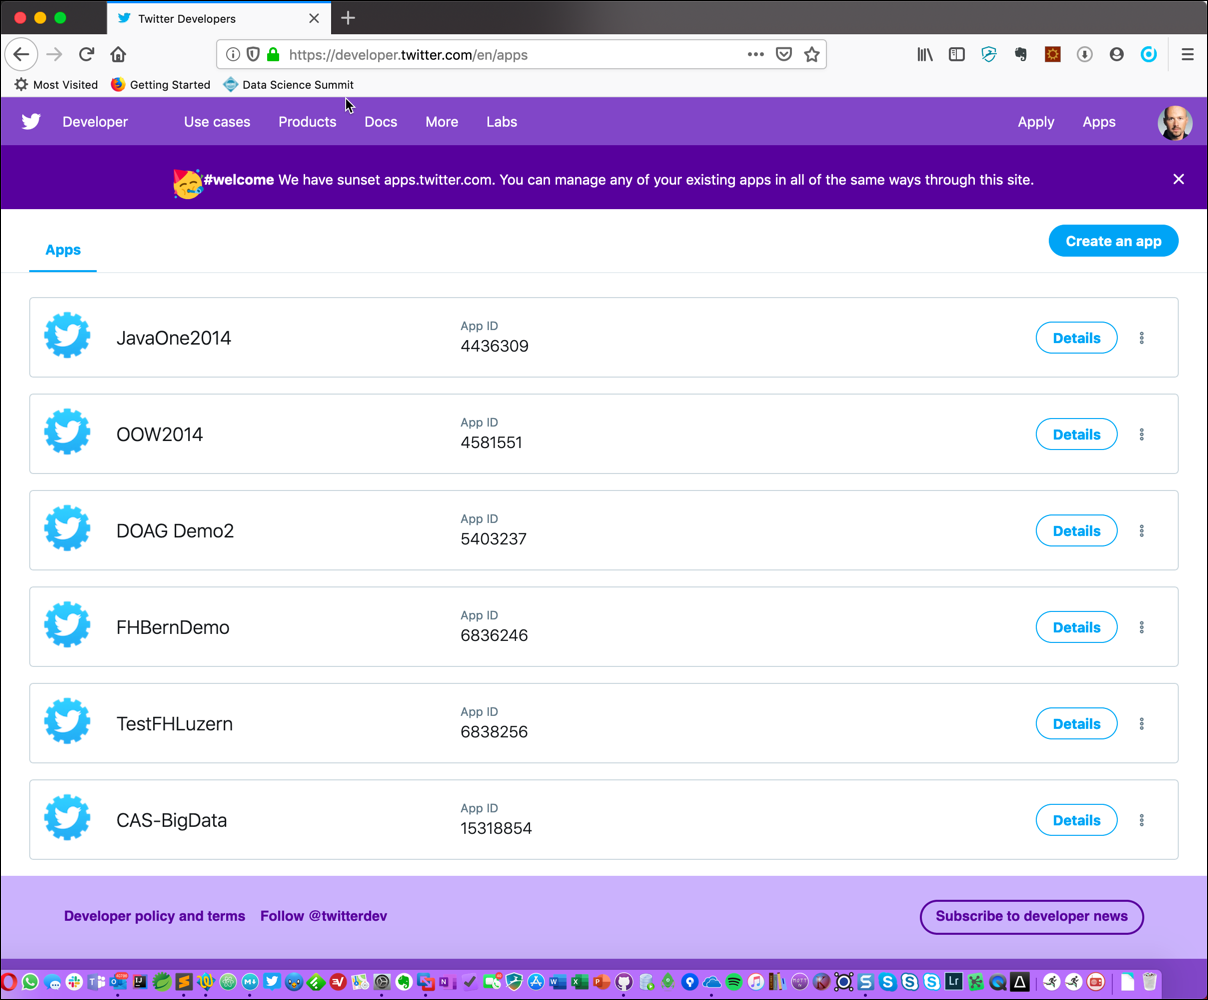 Twitter Developers
https://developer.twitter.com/en/apps
Most Visited Getting Started Data Science Summit
Developer Use cases Products Docs More Labs Apply Apps
#welcome We have sunset apps.twitter.com. You can manage any of your existing apps in all of the same ways through this site.
Apps
Create an app
JavaOne2014
App ID
4436309
Details
OOW2014
App ID
4581551
Details
DOAG Demo2
App ID
5403237
Details
FHBernDemo
App ID
6836246
Details
TestFHLuzern
App ID
6838256
Details
CAS-BigData
App ID
15318854
Details
Developer policy and terms Follow @twitterdev
Subscribe to developer news